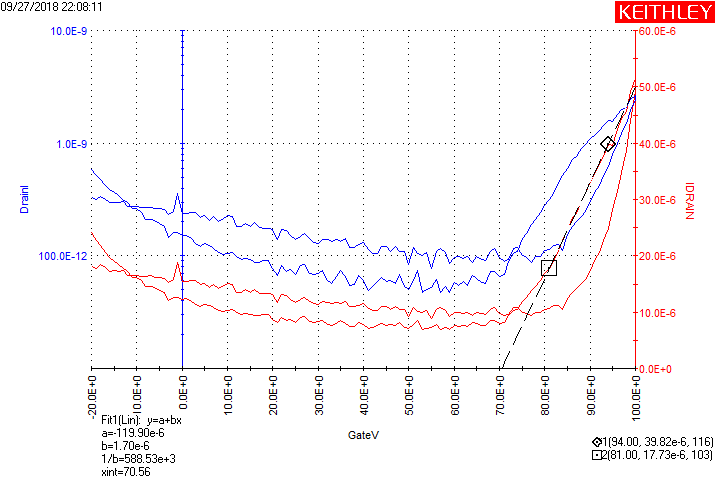 09/27/2018 22:08:11
KEITHLEY
10.0E-9
60.0E-6
50.0E-6
1.0E-9
40.0E-6
DrainI
30.0E-6
IDRAIN
100.0E-12
20.0E-6
10.0E-6
0.0E+0
-20.0E+0
-10.0E+0
0.0E+0
10.0E+0
20.0E+0
30.0E+0
40.0E+0
50.0E+0
60.0E+0
70.0E+0
80.0E+0
90.0E+0
100.0E+0
GateV
Fit1(Lin): y=a+bx
a=-119.90e-6
b=1.70e-6
1/b=588.53e+3
xint=70.56
1(94.00, 39.82e-6, 116)
2(81.00, 17.73e-6, 103)